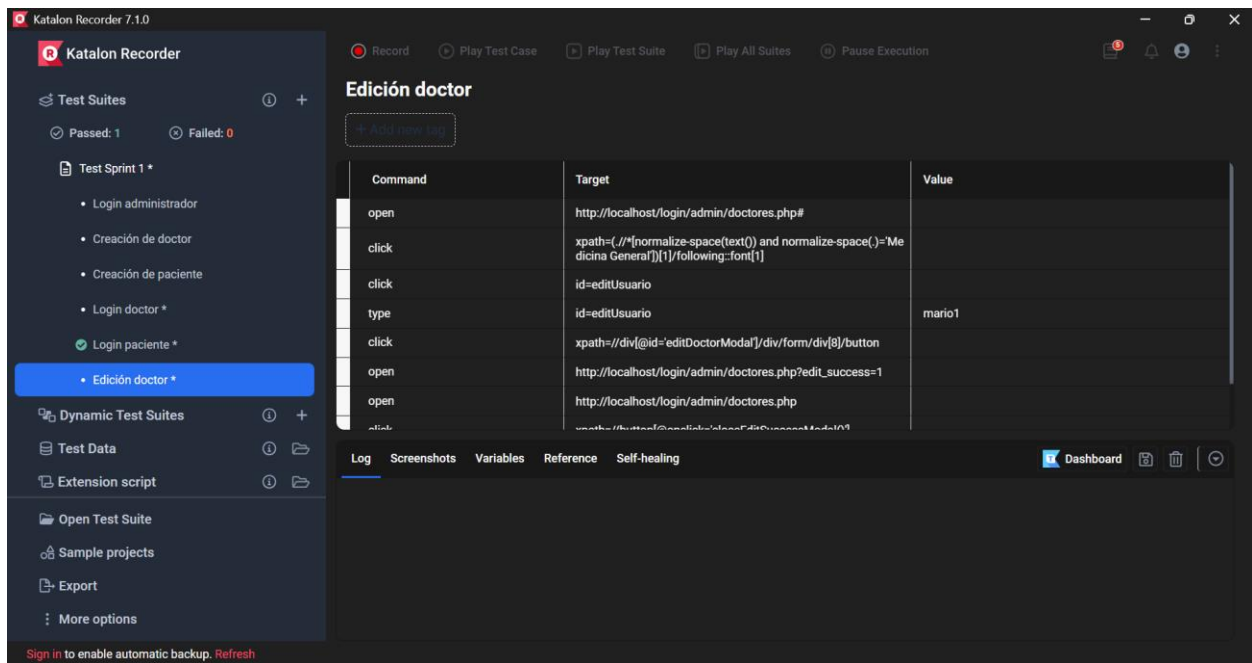 Katalon Recorder 7.1.0
Katalon Recorder
Record
Play Test Case
Play Test Suite
Play All Suites
Pause Execution
5
Test Suites
Passed: 1
Failed: 0
Test Sprint 1 *
Login administrador
Creación de doctor
Creación de paciente
Login doctor *
Login paciente *
Edición doctor *
Dynamic Test Suites
Test Data
Extension script
Open Test Suite
Sample projects
Export
More options
Sign in to enable automatic backup. Refresh
Edición doctor
+ Add new tag
Command Target Value
open http://localhost/login/admin/doctores.php#
click xpath=(.//*[normalize-space(text()) and normalize-space(.)='Me
dicina General'])[1]/following::font[1]
click id=editUsuario
type id=editUsuario mario1
click xpath=//div[@id='editDoctorModal']/div/form/div[8]/button
open http://localhost/login/admin/doctores.php?edit_success=1
open http://localhost/login/admin/doctores.php
click xpath=//button[@onclick='closeEditSuccessModal()']
Log Screenshots Variables Reference Self-healing
Dashboard